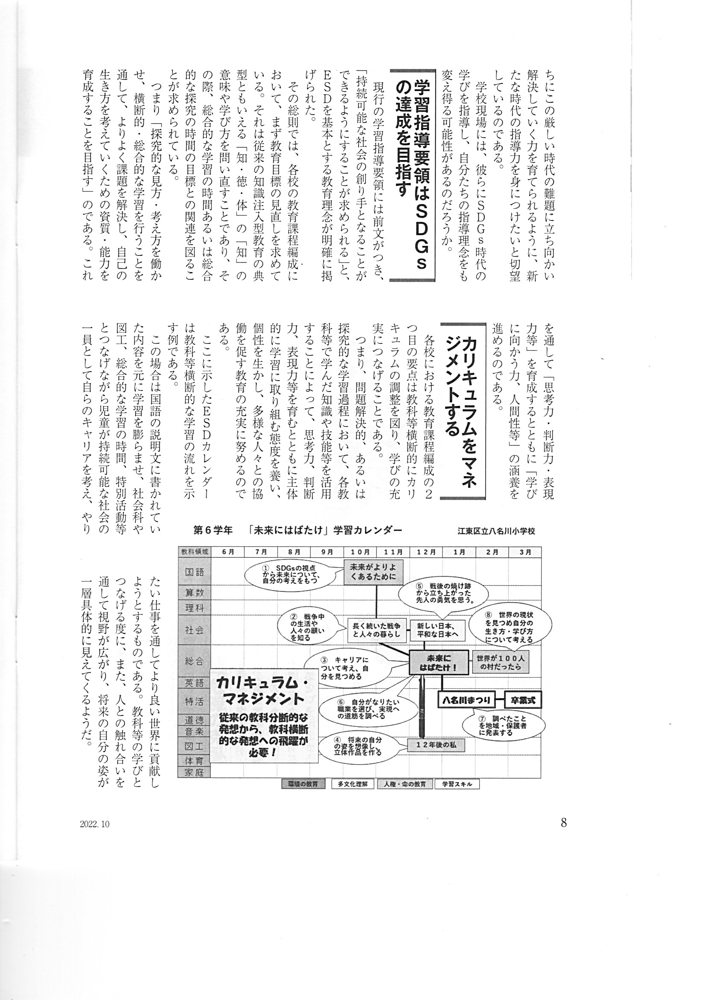 ちにこの厳しい時代の難題に立ち向かい
解決していく力を育てられるように、新
たな時代の指導力を身につけたいと切望
しているのである。
学校現場には、彼らにSDGs時代の
学びを指導し、自分たちの指導理念をも
変え得る可能性があるのだろうか。
学習指導要領はSDGs
の達成を目指す
現行の学習指導要領には前文がつき、
「持続可能な社会の創り手となることが
できるようにすることが求められる」と、
ESDを基本とする教育理念が明確に掲
げられた。
その総則では、各校の教育課程編成に
おいて、まず教育目標の見直しを求めて
いる。それは従来の知識注入型教育の典
型ともいえる「知・徳・体」の「知」の
意味や学び方を問い直すことであり、そ
の際、総合的な学習の時間あるいは総合
的な探究の時間の目標との関連を図るこ
とが求められている。
つまり「探究的な見方・考え方を働か
せ、横断的・総合的な学習を行うことを
通して、よりよく課題を解決し、自己の
生き方を考えていくための資質・能力を
育成することを目指す」のである。これ
を通して「思考力・判断力・表現
力等」を育成するとともに「学び
に向かう力、人間性等」の涵養を
進めるのである。
カリキュラムをマネ
ジメントする
各校における教育課程編成の2
つ目の要点は教科等横断的にカリ
キュラムの調整を図り、学びの充
実につなげることである。
つまり、問題解決的、あるいは
探究的な学習過程において、各教
科等で学んだ知識や技能等を活用
することによって、思考力、判断
力、表現力等を育むとともに主体
的に学習に取り組む態度を養い、
個性を生かし、多様な人々との協
働を促す教育の充実に努めるので
ある。
ここに示したESDカレンダー
は教科等横断的な学習の流れを示
す例である。
この場合は国語の説明文に書かれてい
た内容を元に学習を膨らませ、社会科や
図工、総合的な学習の時間、特別活動等
とつなげながら児童が持続可能な社会の
一員として自らのキャリアを考え、やり
たい仕事を通してより良い世界に貢献し
ようとするものである。教科等の学びと
つなげる度に、また、人との触れ合いを
通して視野が広がり、将来の自分の姿が
一層具体的に見えてくるようだ。
第6学年 「未来にはばたけ」学習カレンダー 江東区立八名川小学校
教科領域 6月 7月 8月 9月 10月 11月 12月 1月 2月 3月
国語
算数
理科
社会
総合
英語
特活
道徳
音楽
図工
体育
家庭
① SDGsの視点
から未来について、
自分の考えをもつ
未来がよりよ
くあるために
⑤ 戦後の焼け跡
から立ち上がった
先人の勇気を思う。
② 戦争中
の生活や
人々の願い
を知る
長く続いた戦争
と人々の暮らし
新しい日本、
平和な日本へ
⑧ 世界の現状
を見つめ自分の
生き方・学び方
について考える
③ キャリアに
ついて考え、自
分を見つめる
未来に
はばたけ！
世界が100人
の村だったら
カリキュラム・
マネジメント
従来の教科分断的な
発想から、教科横断
的な発想への飛躍が
必要！
⑥ 自分がなりたい
職業を選び、実現へ
の道筋を調べる
八名川まつり
卒業式
⑦ 調べたこと
を地域・保護者
に発表する
④ 将来の自分
の姿を想像し、
立体作品を作る
12年後の私
環境の教育 多文化理解 人権・命の教育 学習スキル
2022.10
8